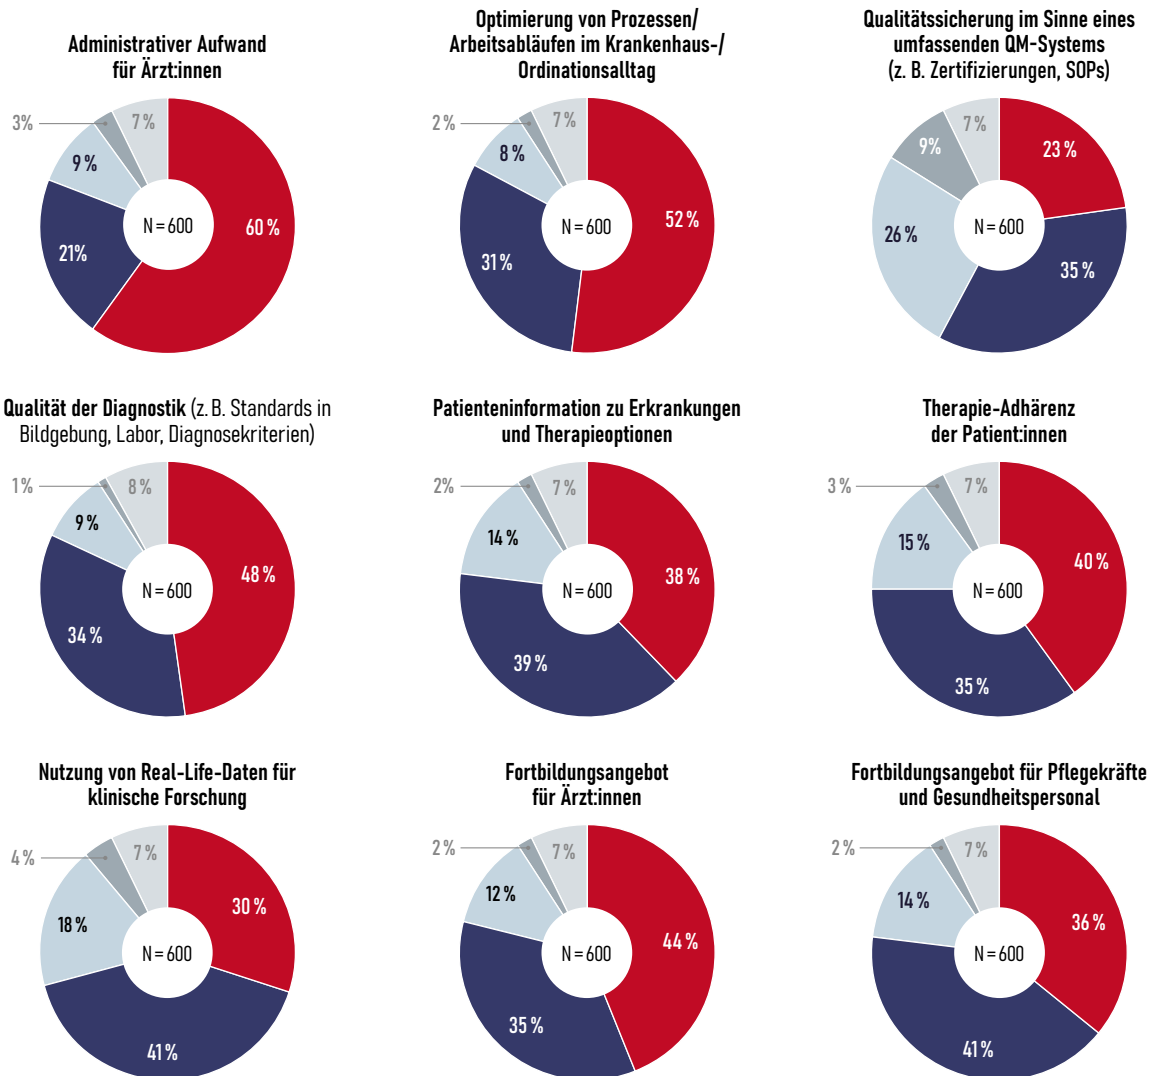 Administrativer Aufwand
für Ärzt:innen
3%
7 %
9 %
21%
60 %
N = 600
Optimierung von Prozessen/
Arbeitsabläufen im Krankenhaus-/
Ordinationsalltag
2 %
7 %
8 %
31 %
52 %
N = 600
Qualitätssicherung im Sinne eines
umfassenden QM-Systems
(z. B. Zertifizierungen, SOPs)
9%
7 %
23 %
26 %
35 %
N = 600
Qualität der Diagnostik (z. B. Standards in
Bildgebung, Labor, Diagnosekriterien)
1 %
8 %
9 %
34 %
48 %
N = 600
Patienteninformation zu Erkrankungen
und Therapieoptionen
2%
7 %
14 %
39 %
38 %
N = 600
Therapie-Adhärenz
der Patient:innen
3 %
7 %
15 %
35 %
40 %
N = 600
Nutzung von Real-Life-Daten für
klinische Forschung
4 %
7 %
18 %
30 %
41 %
N = 600
Fortbildungsangebot
für Ärzt:innen
2 %
7 %
12 %
35 %
44 %
N = 600
Fortbildungsangebot für Pflegekräfte
und Gesundheitspersonal
2 %
7 %
14 %
36 %
41 %
N = 600